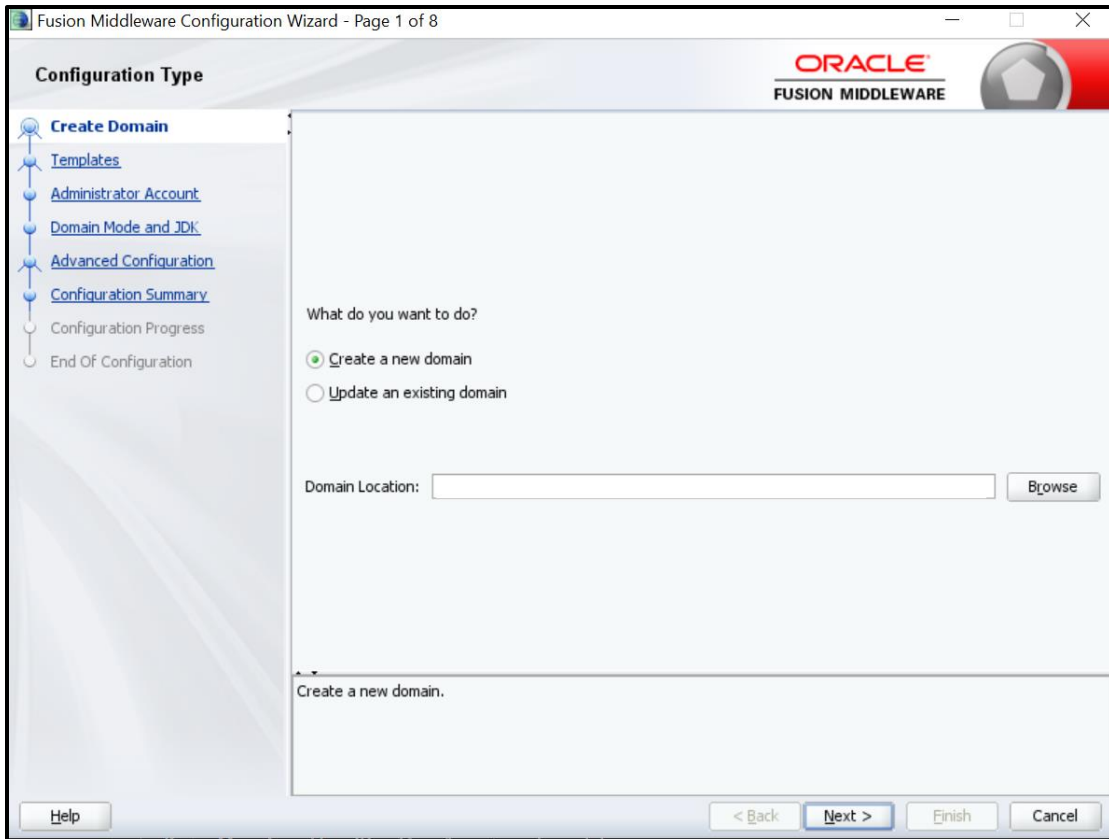 Fusion Middleware Configuration Wizard - Page 1 of 8
Configuration Type
ORACLE
FUSION MIDDLEWARE
Create Domain
Templates
Administrator Account
Domain Mode and JDK
Advanced Configuration
Configuration Summary
Configuration Progress
End Of Configuration
What do you want to do?
Create a new domain
Update an existing domain
Domain Location:
Browse
Create a new domain.
Help
< Back
Next >
Finish
Cancel